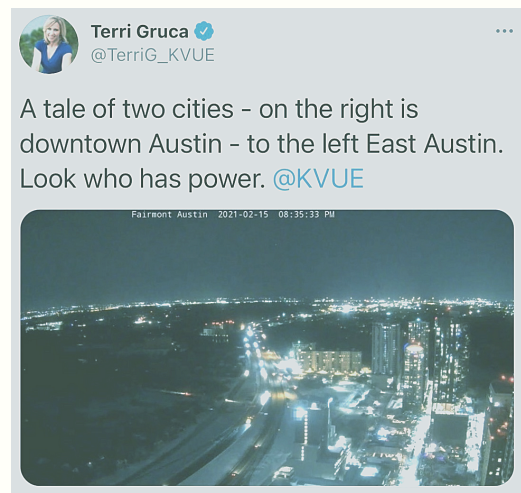 Terri Gruca
@TerriG_KVUE
A tale of two cities - on the right is
downtown Austin - to the left East Austin.
Look who has power. @KVUE
Fairmont Austin 2021-02-15 08:35:33 PM